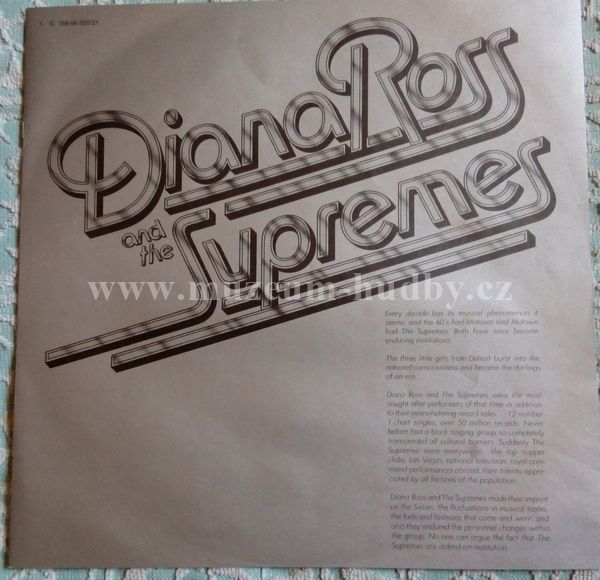 1 C 188-96 020/21
Diana Ross
and the
Supremes
www.muzeum-hudby.cz
Every decade has its musical phenomenon it
seems, and the 60's had Motown and Motown
had The Supremes. Both have since become
enduring institutions.
The three little girls from Detroit burst into the
national consciousness and became the darlings
of an era.
Diana Ross and The Supremes were the most
sought after performers of that time in addition
to their overwhelming record sales... 12 number
1 chart singles, over 50 million records. Never
before had a black singing group so completely
transcended all cultural barriers. Suddenly The
Supremes were everywhere... the top supper
clubs, Las Vegas, national television, royal com-
mand performances abroad, their talents appre-
ciated by all factions of the population.
Diana Ross and The Supremes made their imprint
on the Sixties, the fluctuations in musical tastes,
the fads and fashions that came and went, and
also they endured the personnel changes within
the group. No one can argue the fact that The
Supremes are indeed an institution.